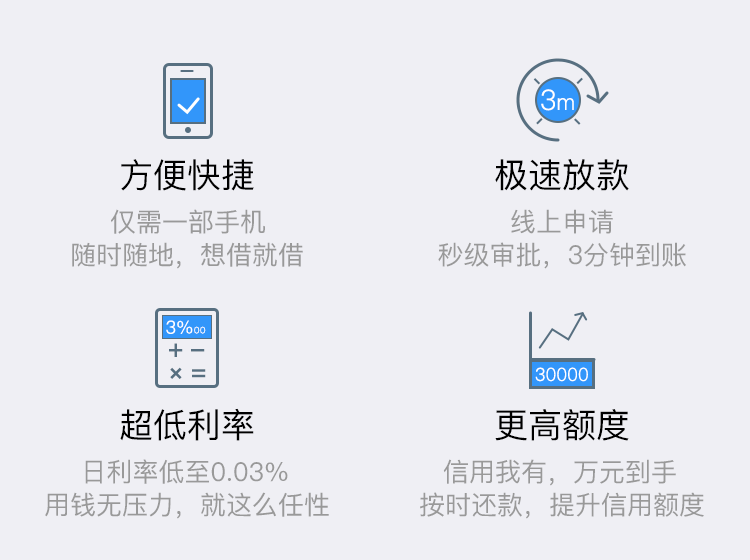 3m
方便快捷
极速放款
仅需一部手机
随时随地，想借就借
线上申请
秒级审批，3分钟到账
3%oo
+ −
× =
30000
超低利率
更高额度
日利率低至0.03%
用钱无压力，就这么任性
信用我有，万元到手
按时还款，提升信用额度